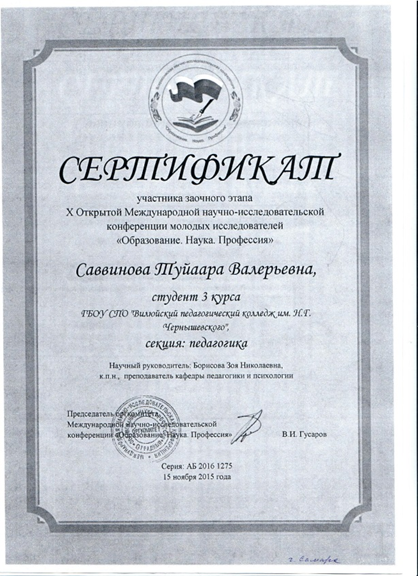 СЕРТИФИКАТ
участника заочного этапа
X Открытой Международной научно-исследовательской
конференции молодых исследователей
«Образование. Наука. Профессия»
Саввинова Туйаара Валерьевна,
студент 3 курса
ГБОУ СПО "Вилюйский педагогический колледж им. Н.Г.
Чернышевского",
секция: педагогика
Научный руководитель: Борисова Зоя Николаевна,
к.п.н., преподаватель кафедры педагогики и психологии
Председатель оргкомитета
Международной научно-исследовательской
конференции «Образование. Наука. Профессия»
В.И. Гусаров
Серия: АБ 2016 1275
15 ноября 2015 года
г. Самара